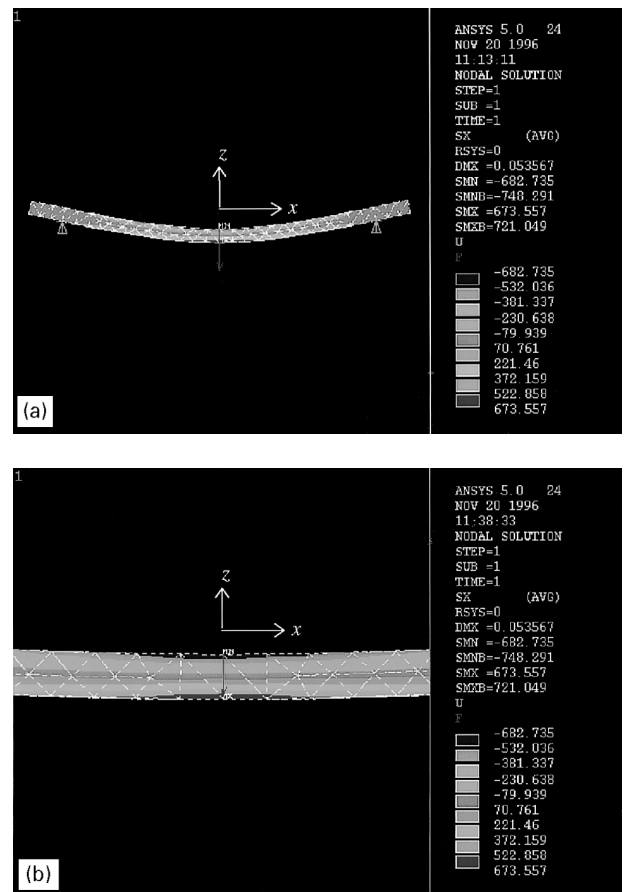 1
ANSYS 5.0 24
NOV 20 1996
11:13:11
NODAL SOLUTION
STEP=1
SUB =1
TIME=1
SX (AVG)
RSYS=0
DMX =0.053567
SMN =-682.735
SMNB=-748.291
SMX =673.557
SMXB=721.049
U
F
-682.735
-532.036
-381.337
-230.638
-79.939
70.761
221.46
372.159
522.858
673.557
z
x
MN
(a)
1
ANSYS 5.0 24
NOV 20 1996
11:38:33
NODAL SOLUTION
STEP=1
SUB =1
TIME=1
SX (AVG)
RSYS=0
DMX =0.053567
SMN =-682.735
SMNB=-748.291
SMX =673.557
SMXB=721.049
U
F
-682.735
-532.036
-381.337
-230.638
-79.939
70.761
221.46
372.159
522.858
673.557
z
x
MN
(b)